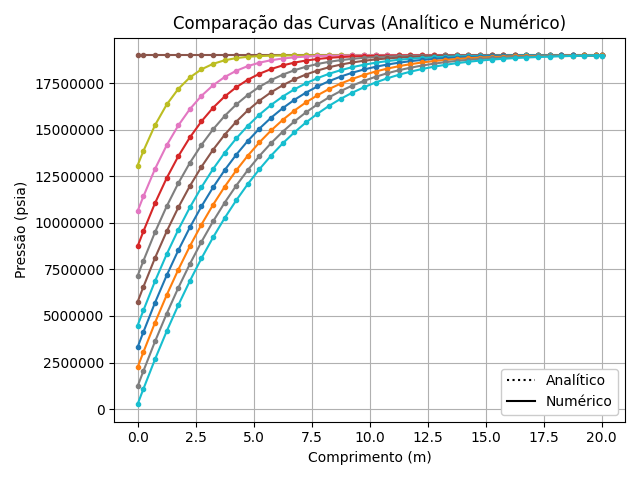 Comparação das Curvas (Analítico e Numérico)
Pressão (psia)
17500000
15000000
12500000
10000000
7500000
5000000
2500000
0
Analítico
Numérico
0.0 2.5 5.0 7.5 10.0 12.5 15.0 17.5 20.0
Comprimento (m)